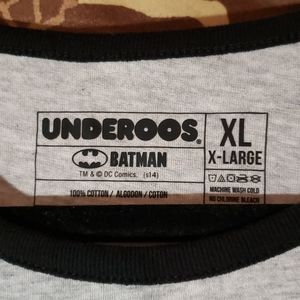 UNDEROOS.
BATMAN
TM & © DC Comics. (s14)
100% COTTON / ALGODON / COTON
XL
X-LARGE
MACHINE WASH COLD
NO CHLORINE BLEACH